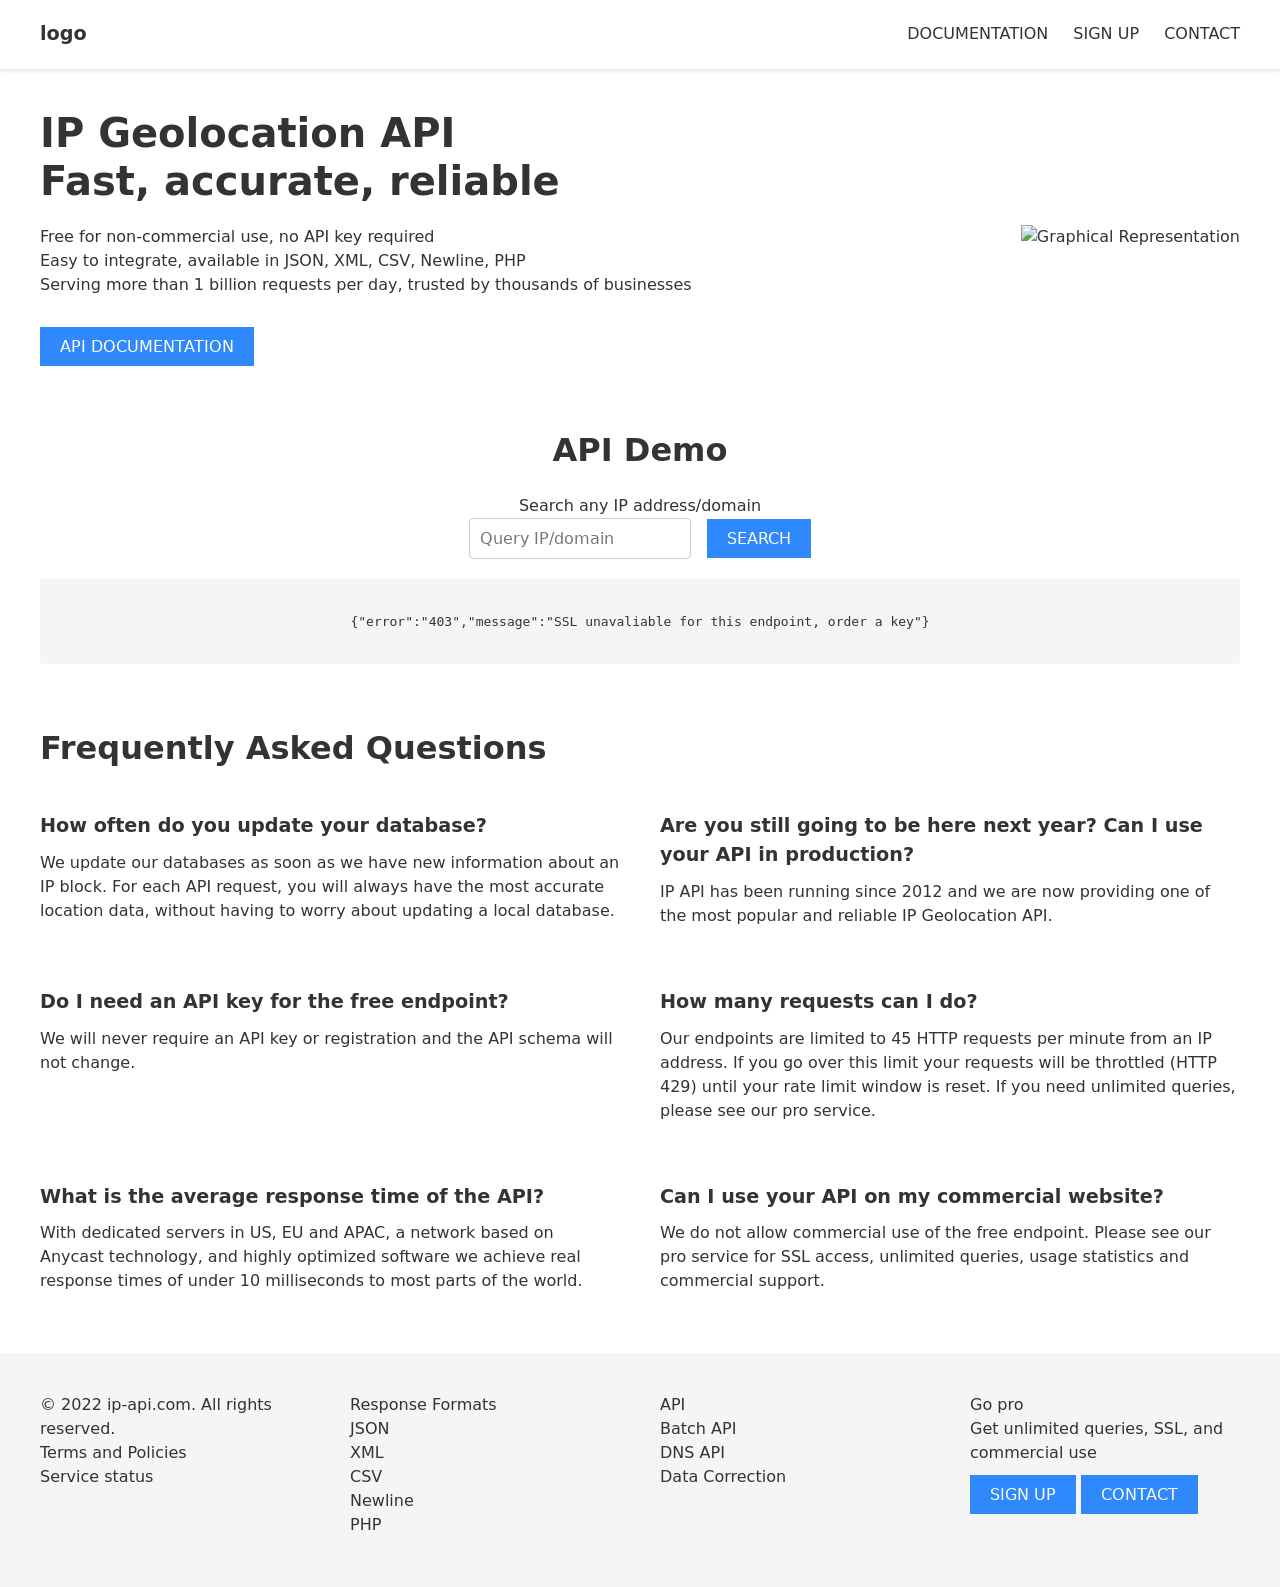 logo
DOCUMENTATION SIGN UP CONTACT
IP Geolocation API
Fast, accurate, reliable
Free for non-commercial use, no API key required
Easy to integrate, available in JSON, XML, CSV, Newline, PHP
Serving more than 1 billion requests per day, trusted by thousands of businesses
API DOCUMENTATION
Graphical Representation
API Demo
Search any IP address/domain
Query IP/domain
SEARCH
{"error":"403","message":"SSL unavaliable for this endpoint, order a key"}
Frequently Asked Questions
How often do you update your database?
We update our databases as soon as we have new information about an
IP block. For each API request, you will always have the most accurate
location data, without having to worry about updating a local database.
Are you still going to be here next year? Can I use
your API in production?
IP API has been running since 2012 and we are now providing one of
the most popular and reliable IP Geolocation API.
Do I need an API key for the free endpoint?
We will never require an API key or registration and the API schema will
not change.
How many requests can I do?
Our endpoints are limited to 45 HTTP requests per minute from an IP
address. If you go over this limit your requests will be throttled (HTTP
429) until your rate limit window is reset. If you need unlimited queries,
please see our pro service.
What is the average response time of the API?
With dedicated servers in US, EU and APAC, a network based on
Anycast technology, and highly optimized software we achieve real
response times of under 10 milliseconds to most parts of the world.
Can I use your API on my commercial website?
We do not allow commercial use of the free endpoint. Please see our
pro service for SSL access, unlimited queries, usage statistics and
commercial support.
© 2022 ip-api.com. All rights
reserved.
Terms and Policies
Service status
Response Formats
JSON
XML
CSV
Newline
PHP
API
Batch API
DNS API
Data Correction
Go pro
Get unlimited queries, SSL, and
commercial use
SIGN UP CONTACT